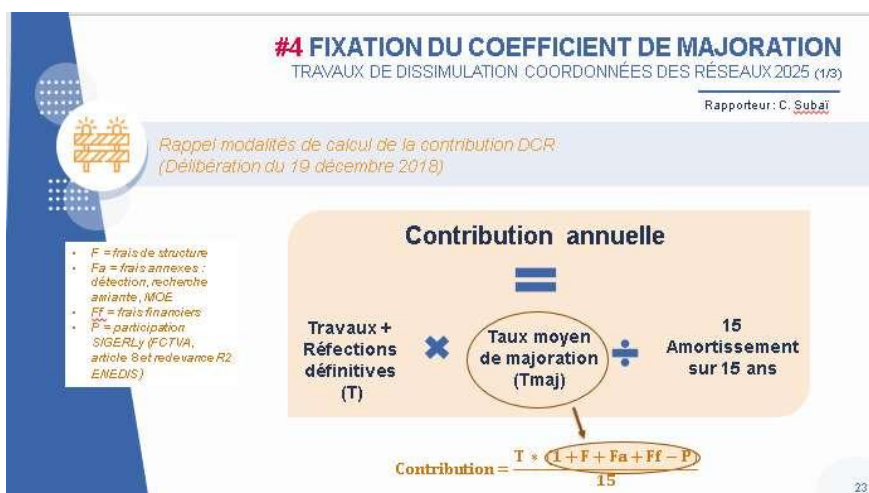 #4 FIXATION DU COEFFICIENT DE MAJORATION
TRAVAUX DE DISSIMULATION COORDONNÉES DES RÉSEAUX 2025 (1/3)
Rapporteur : C. Subaï
Rappel modalités de calcul de la contribution DCR
(Délibération du 19 décembre 2018)
• F = frais de structure
• Fa = frais annexes :
détection, recherche
amiante, MOE
• Ff = frais financiers
• P = participation
SIGERLy (FCTVA,
article 8 et redevance R2
ENEDIS)
Contribution annuelle
=
Travaux +
Réfections
définitives
(T)
×
Taux moyen
de majoration
(Tmaj)
÷
15
Amortissement
sur 15 ans
Contribution = T * (1 + F + Fa + Ff − P)
15
23